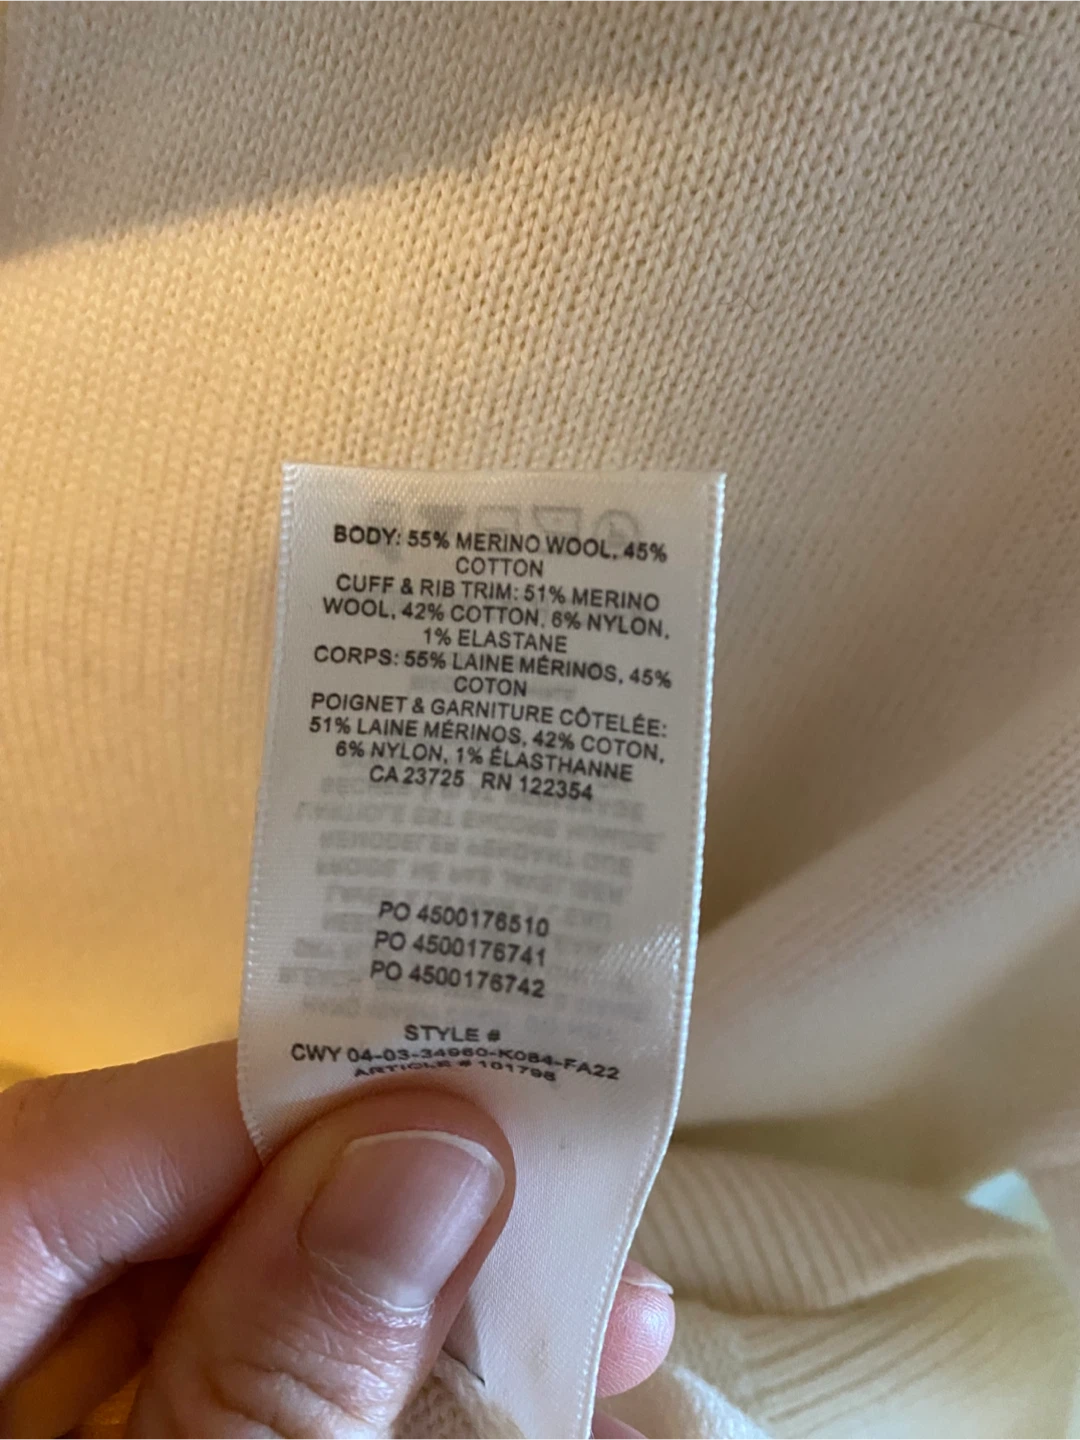 BODY: 55% MERINO WOOL, 45%
COTTON
CUFF & RIB TRIM: 51% MERINO
WOOL, 42% COTTON, 6% NYLON,
1% ELASTANE
CORPS: 55% LAINE MÉRINOS, 45%
COTON
POIGNET & GARNITURE CÔTELÉE:
51% LAINE MÉRINOS, 42% COTON,
6% NYLON, 1% ÉLASTHANNE
CA 23725 RN 122354
PO 4500176510
PO 4500176741
PO 4500176742
STYLE #
CWY 04-03-34960-K084-FA22
ARTICLE # 101798